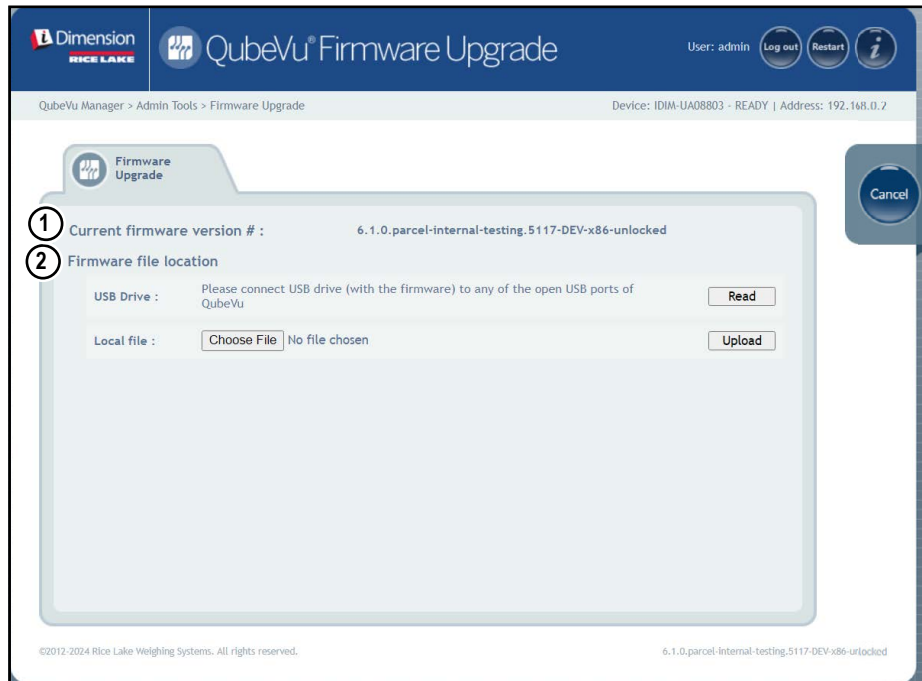 i Dimension
RICE LAKE
QubeVu® Firmware Upgrade
User: admin
Log out
Restart
i
QubeVu Manager > Admin Tools > Firmware Upgrade
Device: IDIM-UA08803 - READY | Address: 192.168.0.7
Firmware
Upgrade
Cancel
1
Current firmware version # :
6.1.0.parcel-internal-testing.5117-DEV-x86-unlocked
2
Firmware file location
USB Drive :
Please connect USB drive (with the firmware) to any of the open USB ports of
QubeVu
Read
Local file :
Choose File No file chosen
Upload
©2012-2024 Rice Lake Weighing Systems. All rights reserved.
6.1.0.parcel-internal-testing.5117-DEV-x86-unlocked